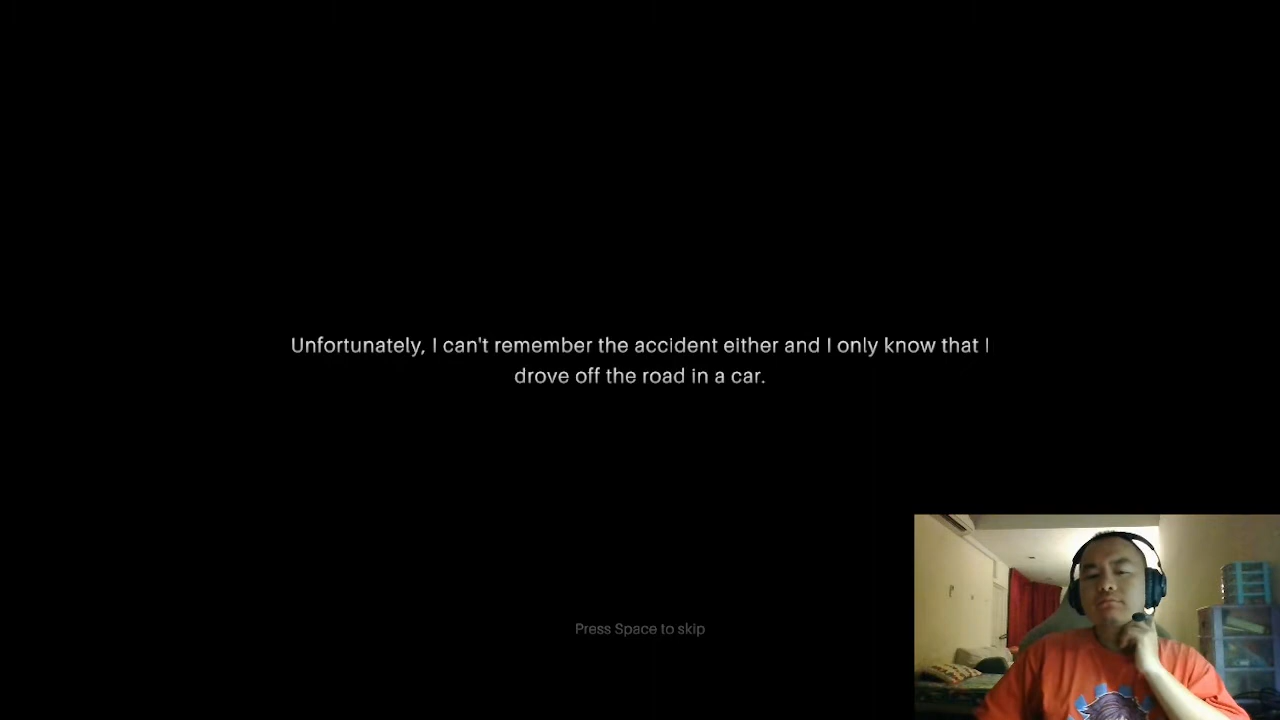 Unfortunately, I can't remember the accident either and I only know that I
drove off the road in a car.
Press Space to skip